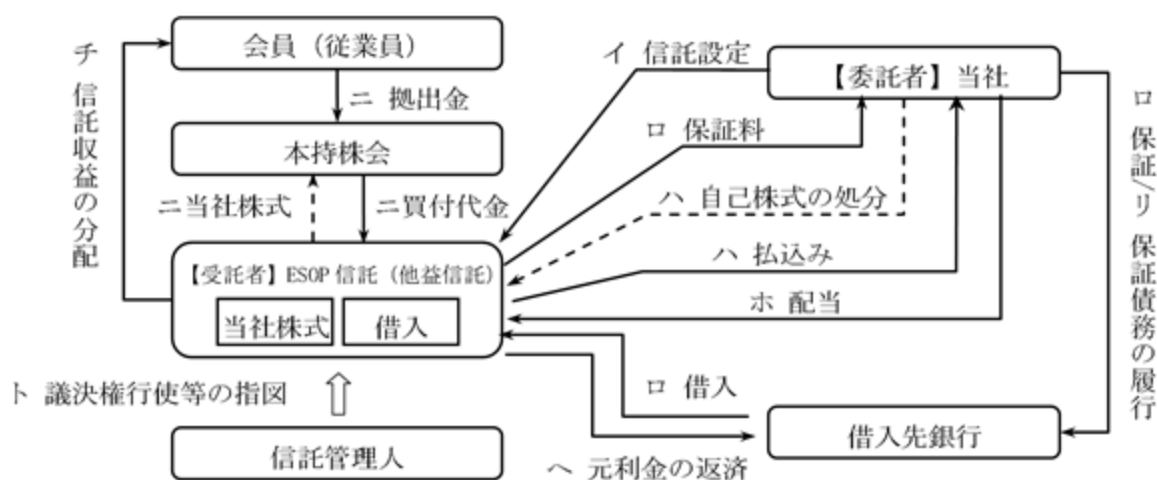 会員（従業員）
チ 信託収益の分配
ニ 拠出金
本持株会
ニ当社株式
ニ買付代金
【受託者】ESOP 信託（他益信託）
当社株式
借入
ト 議決権行使等の指図
信託管理人
イ 信託設定
【委託者】当社
ロ 保証料
ハ 自己株式の処分
ハ 払込み
ホ 配当
ロ 借入
ヘ 元利金の返済
借入先銀行
ロ 保証/リ 保証債務の履行